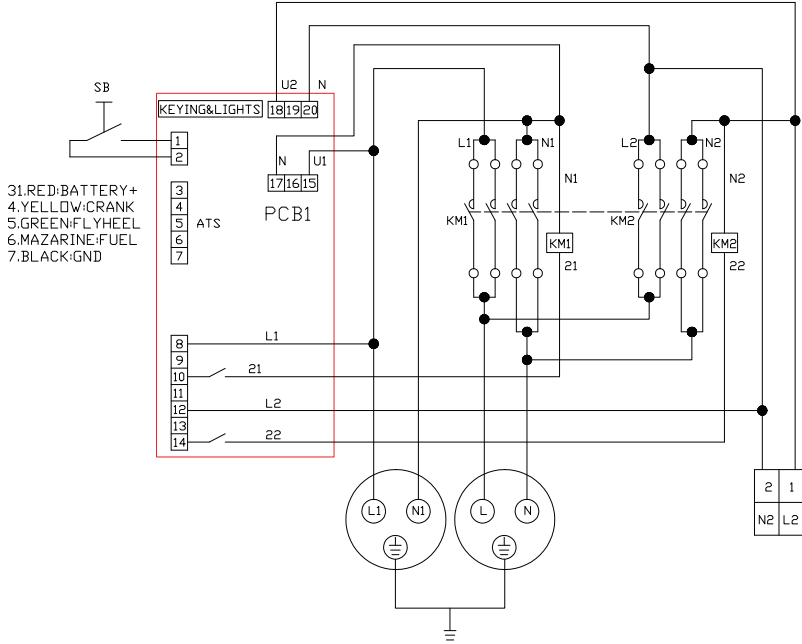 SB
U2 N
KEYING&LIGHTS 18 19 20
1
2
N U1
17 16 15
PCB1
31.RED:BATTERY+
4.YELLOW:CRANK
5.GREEN:FLYHEEL
6.MAZARINE:FUEL
7.BLACK:GND
3
4
5
6
7
ATS
L1 N1 L2 N2
N1 N2
KM1 KM2
KM1 KM2
21 22
8 L1
9
10 21
11
12 L2
13
14 22
2 1
N2 L2
L1 N1 L N